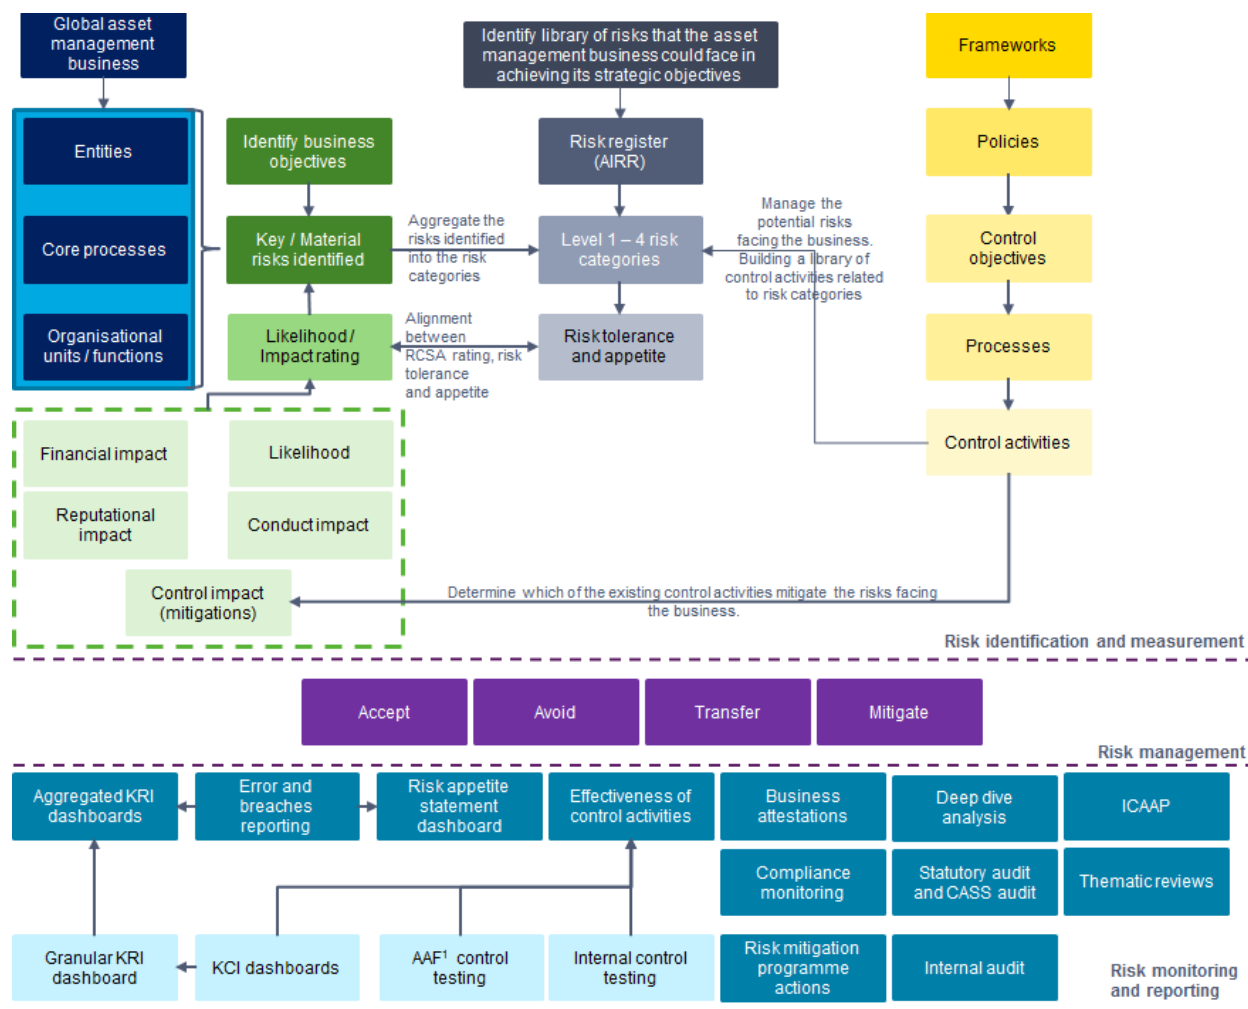 Global asset
management
business
Identify library of risks that the asset
management business could face in
achieving its strategic objectives
Frameworks
Entities
Identify business
objectives
Risk register
(AIRR)
Policies
Core processes
Key / Material
risks identified
Aggregate the
risks identified
into the risk
categories
Level 1 – 4 risk
categories
Manage the
potential risks
facing the business.
Building a library of
control activities related
to risk categories
Control
objectives
Organisational
units / functions
Likelihood /
Impact rating
Alignment
between
RCSA rating, risk
tolerance
and appetite
Risk tolerance
and appetite
Processes
Financial impact
Likelihood
Control activities
Reputational
impact
Conduct impact
Control impact
(mitigations)
Determine which of the existing control activities mitigate the risks facing
the business.
Risk identification and measurement
Accept
Avoid
Transfer
Mitigate
Risk management
Aggregated KRI
dashboards
Error and
breaches
reporting
Risk appetite
statement
dashboard
Effectiveness of
control activities
Business
attestations
Deep dive
analysis
ICAAP
Compliance
monitoring
Statutory audit
and CASS audit
Thematic reviews
Granular KRI
dashboard
KCI dashboards
AAF¹ control
testing
Internal control
testing
Risk mitigation
programme
actions
Internal audit
Risk monitoring
and reporting